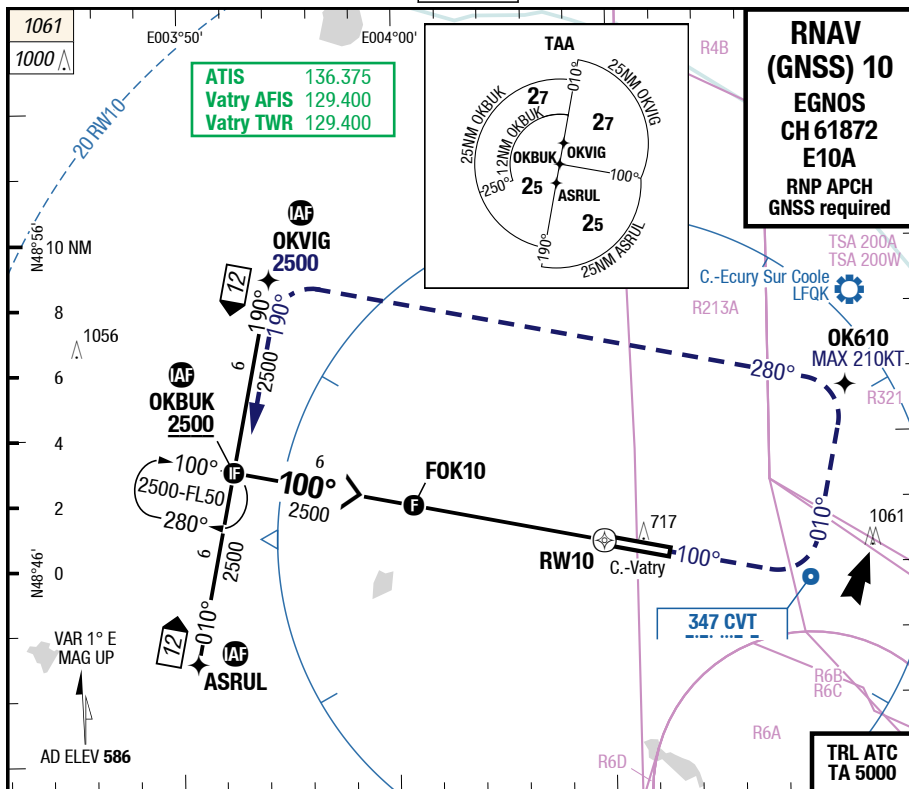 1061
1000
E003°50'
E004°00'
20 RW10
ATIS 136.375
Vatry AFIS 129.400
Vatry TWR 129.400
TAA
25NM OKBUK
12NM OKBUK
25NM OKVIG
25NM ASRUL
27
27
25
25
OKBUK
OKVIG
ASRUL
010°
100°
190°
250°
R4B
RNAV
(GNSS) 10
EGNOS
CH 61872
E10A
RNP APCH
GNSS required
TSA 200A
TSA 200W
C.-Ecury Sur Coole
LFQK
R213A
N48°56'
10 NM
8
6
4
2
0
N48°46'
IAF
OKVIG
2500
12
190°
190°
6
2500
1056
OK610
MAX 210KT
280°
R321
IAF
OKBUK
2500
IF
100°
2500-FL50
280°
6
100°
2500
FOK10
F
6
2500
717
RW10
C.-Vatry
100°
010°
1061
347 CVT
010°
12
IAF
ASRUL
VAR 1° E
MAG UP
AD ELEV 586
R6B
R6C
R6A
R6D
TRL ATC
TA 5000